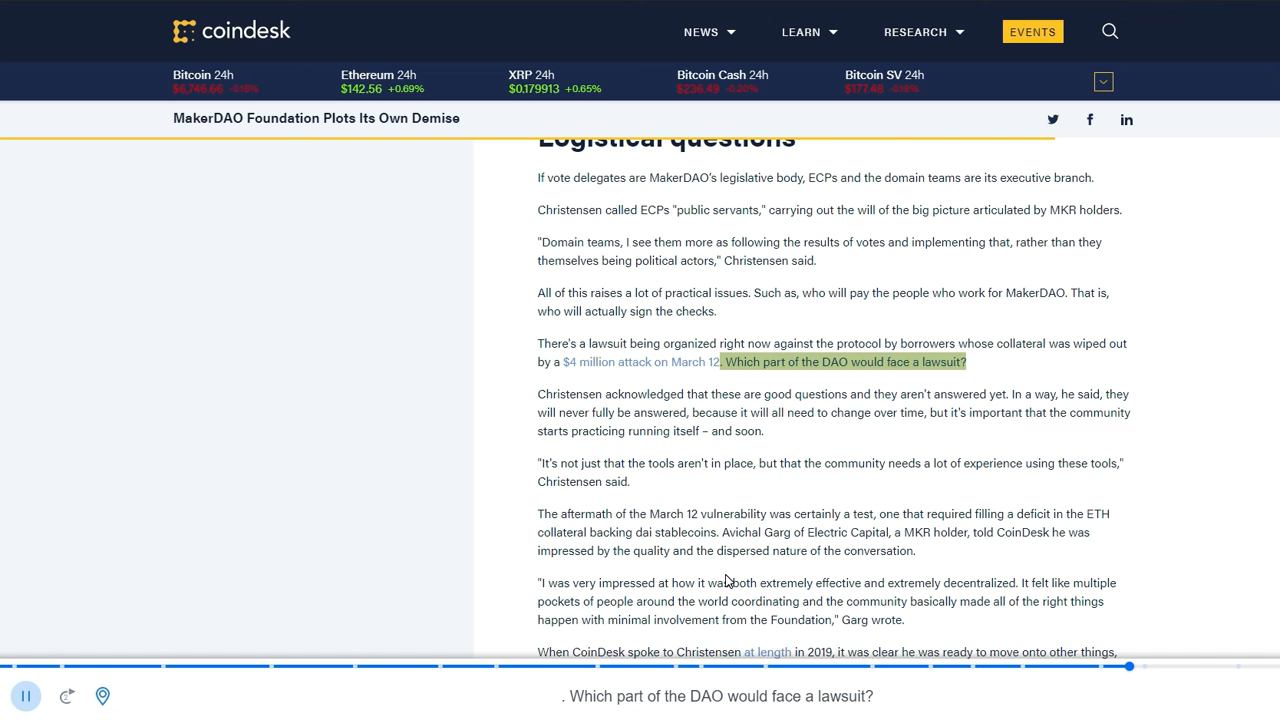 coindesk
NEWS
LEARN
RESEARCH
EVENTS
Bitcoin 24h
$6,746.66 -0.15%
Ethereum 24h
$142.56 +0.69%
XRP 24h
$0.179913 +0.65%
Bitcoin Cash 24h
$236.49 -0.20%
Bitcoin SV 24h
MakerDAO Foundation Plots Its Own Demise
Logistical questions
If vote delegates are MakerDAO's legislative body, ECPs and the domain teams are its executive branch.
Christensen called ECPs "public servants," carrying out the will of the big picture articulated by MKR holders.
"Domain teams, I see them more as following the results of votes and implementing that, rather than they
themselves being political actors," Christensen said.
All of this raises a lot of practical issues. Such as, who will pay the people who work for MakerDAO. That is,
who will actually sign the checks.
There's a lawsuit being organized right now against the protocol by borrowers whose collateral was wiped out
by a $4 million attack on March 12. Which part of the DAO would face a lawsuit?
Christensen acknowledged that these are good questions and they aren't answered yet. In a way, he said, they
will never fully be answered, because it will all need to change over time, but it's important that the community
starts practicing running itself – and soon.
"It's not just that the tools aren't in place, but that the community needs a lot of experience using these tools,"
Christensen said.
The aftermath of the March 12 vulnerability was certainly a test, one that required filling a deficit in the ETH
collateral backing dai stablecoins. Avichal Garg of Electric Capital, a MKR holder, told CoinDesk he was
impressed by the quality and the dispersed nature of the conversation.
"I was very impressed at how it was both extremely effective and extremely decentralized. It felt like multiple
pockets of people around the world coordinating and the community basically made all of the right things
happen with minimal involvement from the Foundation," Garg wrote.
When CoinDesk spoke to Christensen at length in 2019, it was clear he was ready to move onto other things,
. Which part of the DAO would face a lawsuit?